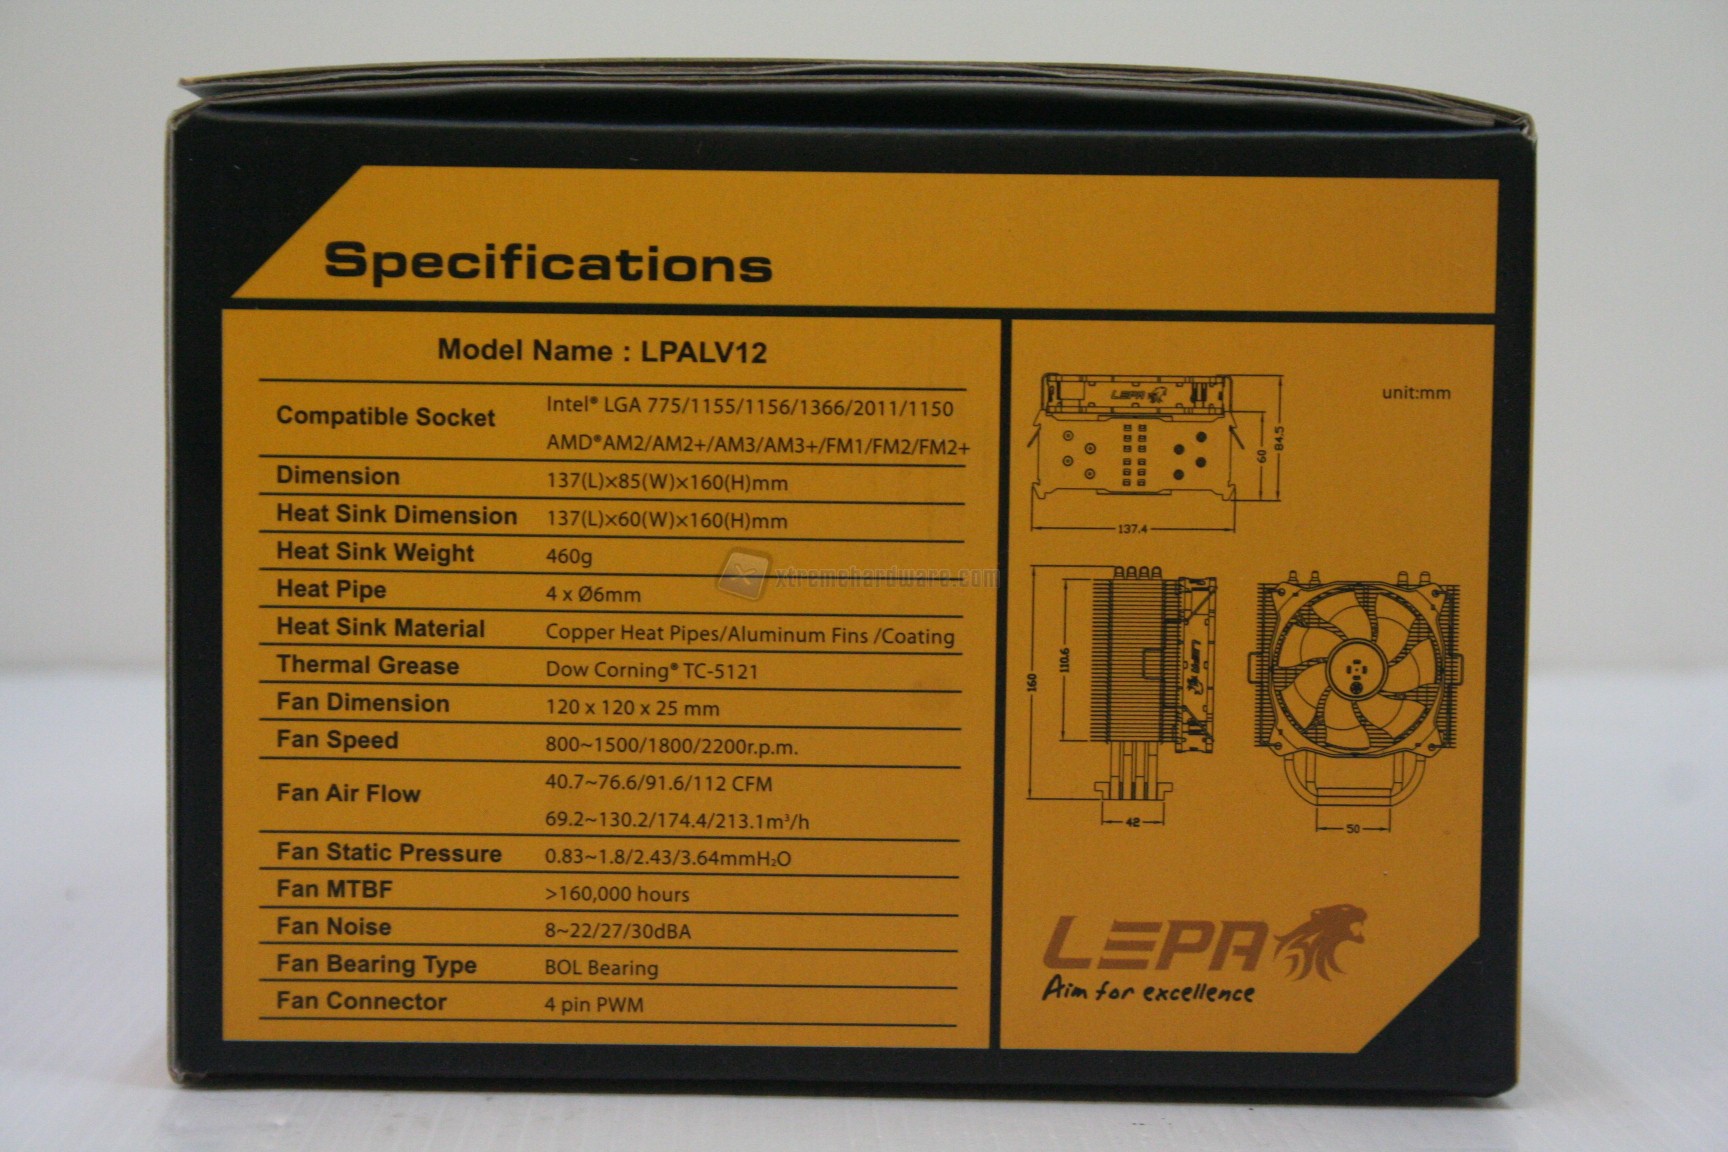 Specifications
Model Name : LPALV12
Compatible Socket
Intel® LGA 775/1155/1156/1366/2011/1150
AMD®AM2/AM2+/AM3/AM3+/FM1/FM2/FM2+
Dimension 137(L)×85(W)×160(H)mm
Heat Sink Dimension 137(L)×60(W)×160(H)mm
Heat Sink Weight 460g
Heat Pipe 4 x Ø6mm
Heat Sink Material Copper Heat Pipes/Aluminum Fins /Coating
Thermal Grease Dow Corning® TC-5121
Fan Dimension 120 x 120 x 25 mm
Fan Speed 800~1500/1800/2200r.p.m.
Fan Air Flow
40.7~76.6/91.6/112 CFM
69.2~130.2/174.4/213.1m³/h
Fan Static Pressure 0.83~1.8/2.43/3.64mmH₂O
Fan MTBF >160,000 hours
Fan Noise 8~22/27/30dBA
Fan Bearing Type BOL Bearing
Fan Connector 4 pin PWM
xtremehardware.com
unit:mm
LEPA
60
84.5
137.4
160
110.6
LEPA
42
50
LEPA
Aim for excellence